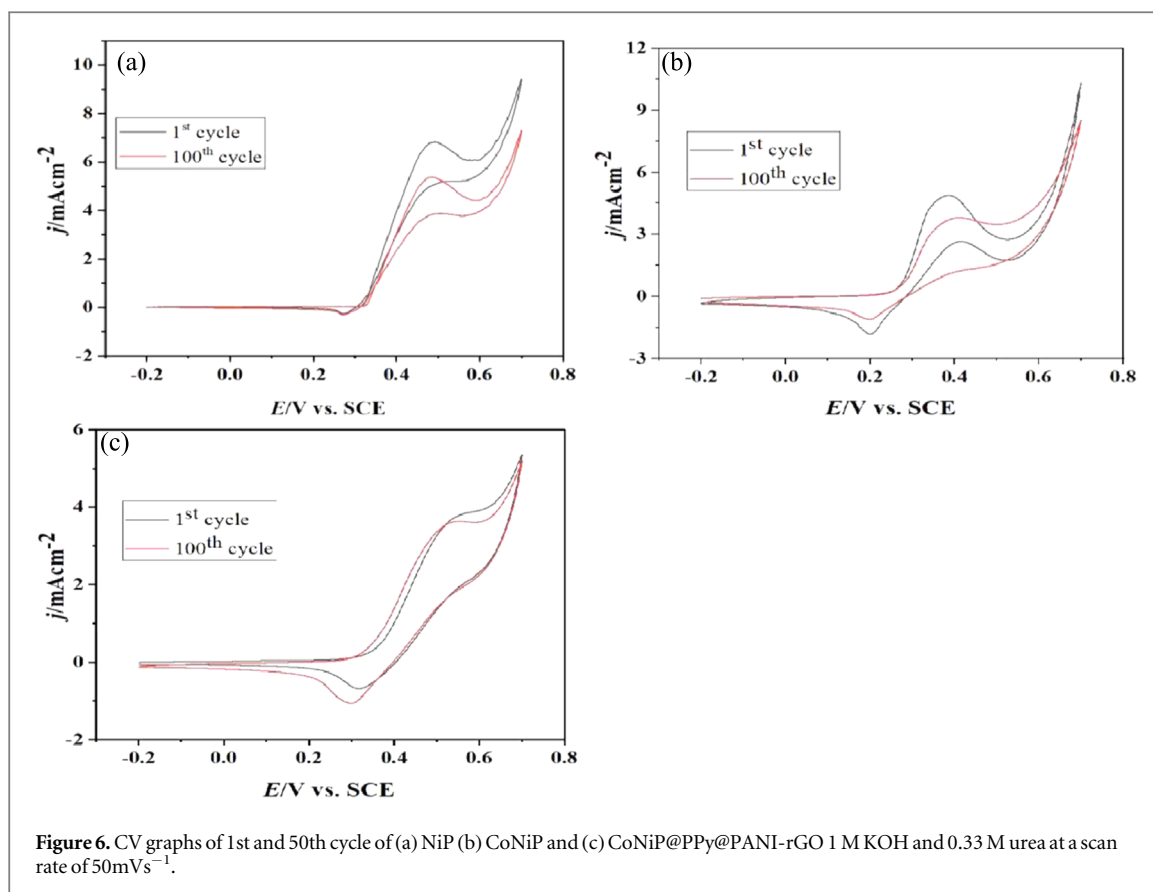 (a)
10
8
6
4
2
0
-2
j/mAcm⁻²
1ˢᵗ cycle
100ᵗʰ cycle
-0.2 0.0 0.2 0.4 0.6 0.8
E/V vs. SCE
(b)
12
9
6
3
0
-3
j/mAcm⁻²
1ˢᵗ cycle
100ᵗʰ cycle
-0.2 0.0 0.2 0.4 0.6 0.8
E/V vs. SCE
(c)
6
4
2
0
-2
j/mAcm⁻²
1ˢᵗ cycle
100ᵗʰ cycle
-0.2 0.0 0.2 0.4 0.6 0.8
E/V vs. SCE
Figure 6. CV graphs of 1st and 50th cycle of (a) NiP (b) CoNiP and (c) CoNiP@PPy@PANI-rGO 1 M KOH and 0.33 M urea at a scan
rate of 50mVs⁻¹.